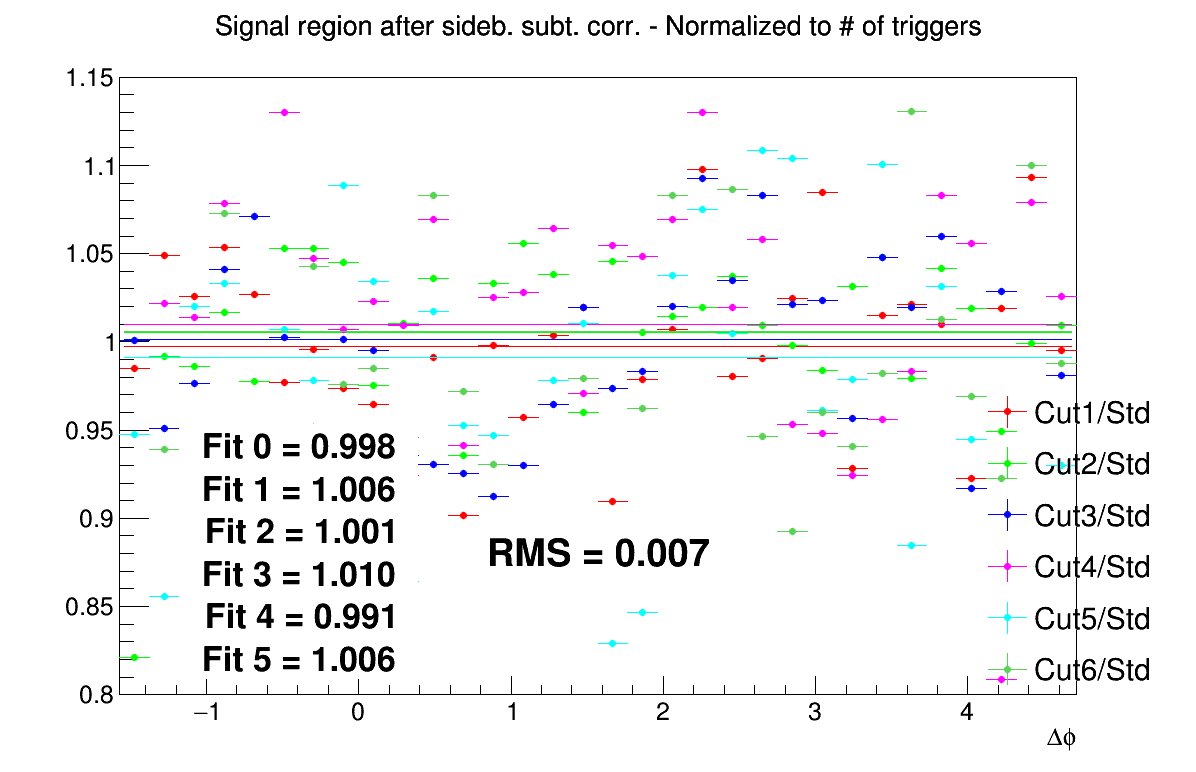 Signal region after sideb. subt. corr. - Normalized to # of triggers
1.15
1.1
1.05
1
0.95
0.9
0.85
0.8
Fit 0 = 0.998
Fit 1 = 1.006
Fit 2 = 1.001
Fit 3 = 1.010
Fit 4 = 0.991
Fit 5 = 1.006
RMS = 0.007
Cut1/Std
Cut2/Std
Cut3/Std
Cut4/Std
Cut5/Std
Cut6/Std
−1 0 1 2 3 4
Δϕ